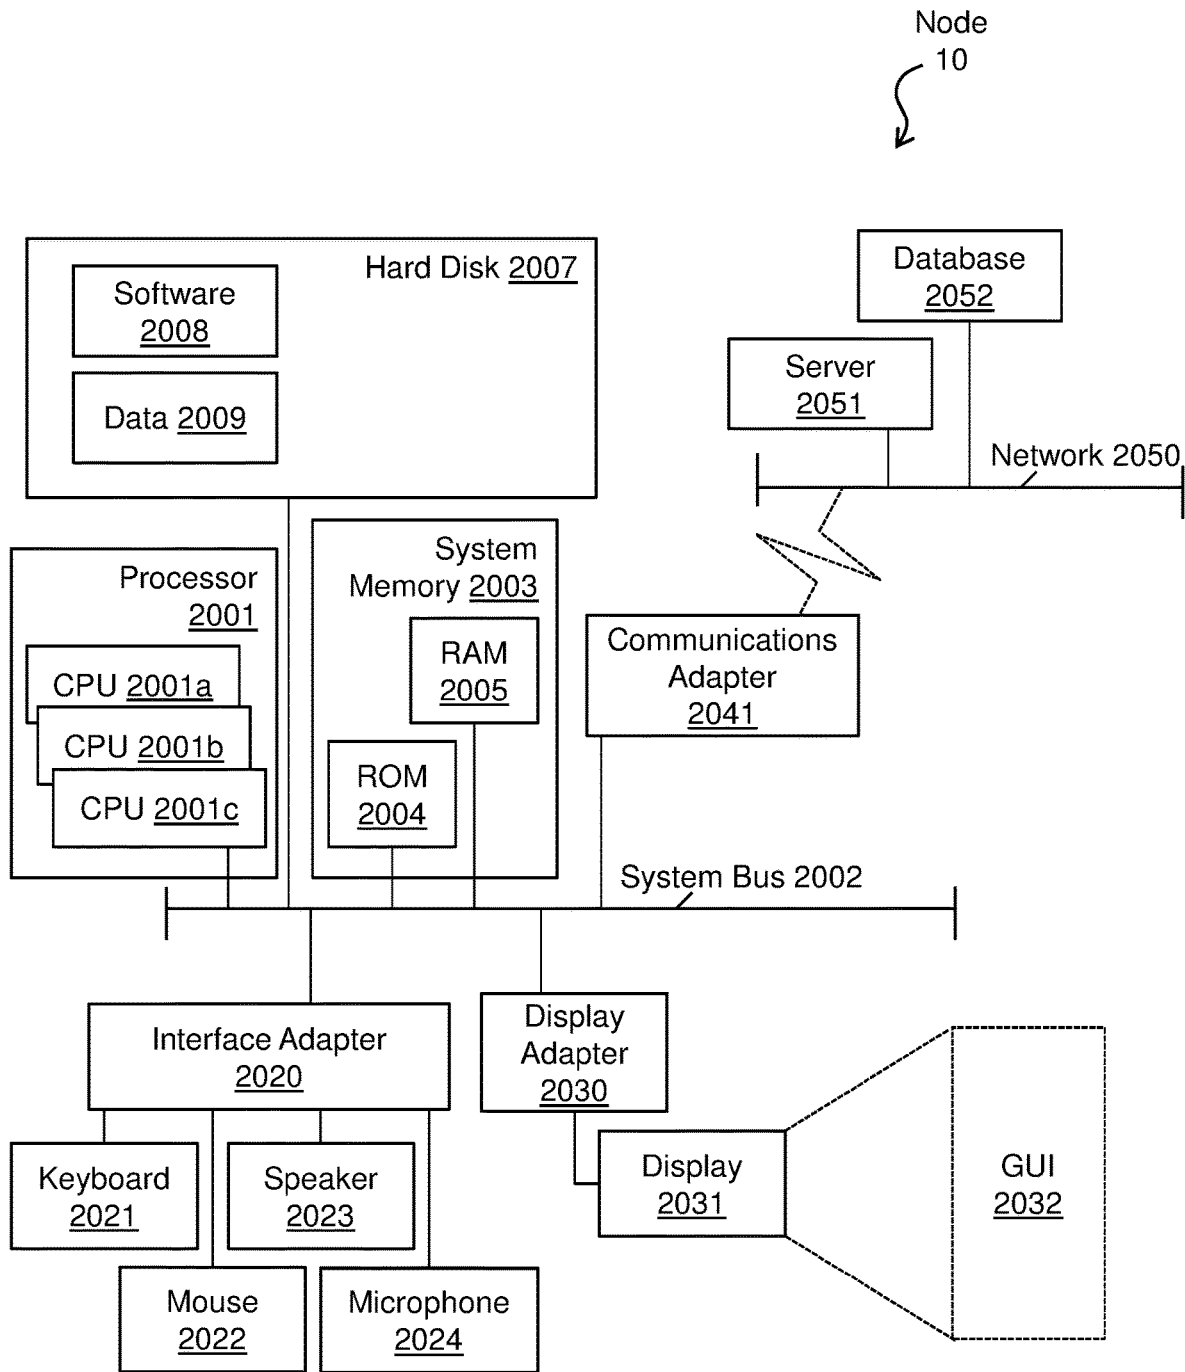 Node
10
Hard Disk 2007
Software
2008
Data 2009
Database
2052
Server
2051
Network 2050
Processor
2001
CPU 2001a
CPU 2001b
CPU 2001c
System
Memory 2003
RAM
2005
ROM
2004
Communications
Adapter
2041
System Bus 2002
Interface Adapter
2020
Display
Adapter
2030
Keyboard
2021
Speaker
2023
Mouse
2022
Microphone
2024
Display
2031
GUI
2032